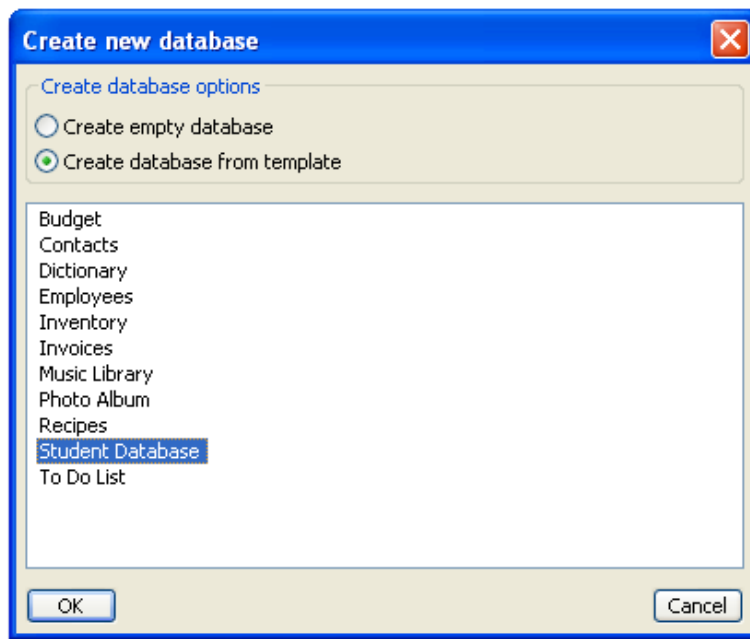 Create new database
Create database options
Create empty database
Create database from template
Budget
Contacts
Dictionary
Employees
Inventory
Invoices
Music Library
Photo Album
Recipes
Student Database
To Do List
OK
Cancel